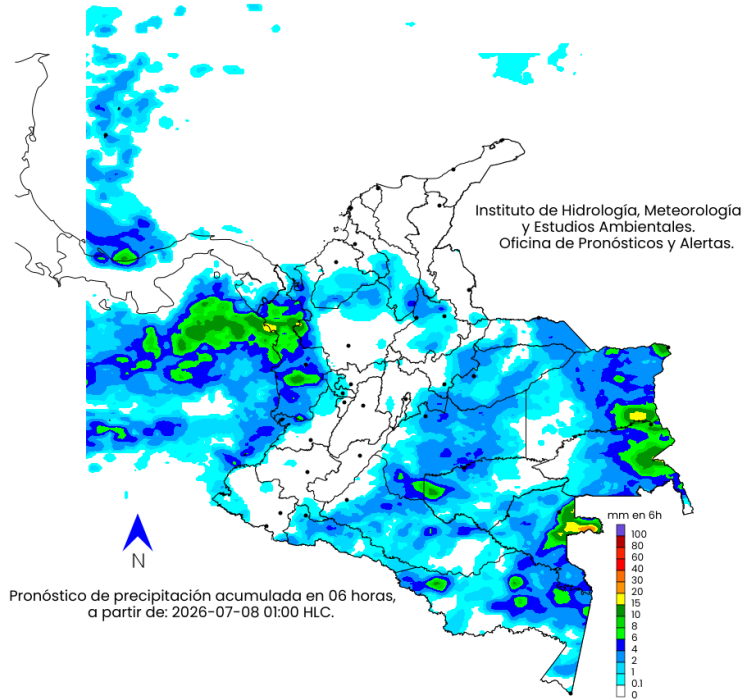 Instituto de Hidrología, Meteorología
y Estudios Ambientales.
Oficina de Pronósticos y Alertas.
mm en 6h
100
80
60
40
30
20
15
10
8
6
4
2
1
0.1
0
N
Pronóstico de precipitación acumulada en 06 horas,
a partir de: 2026-07-08 01:00 HLC.